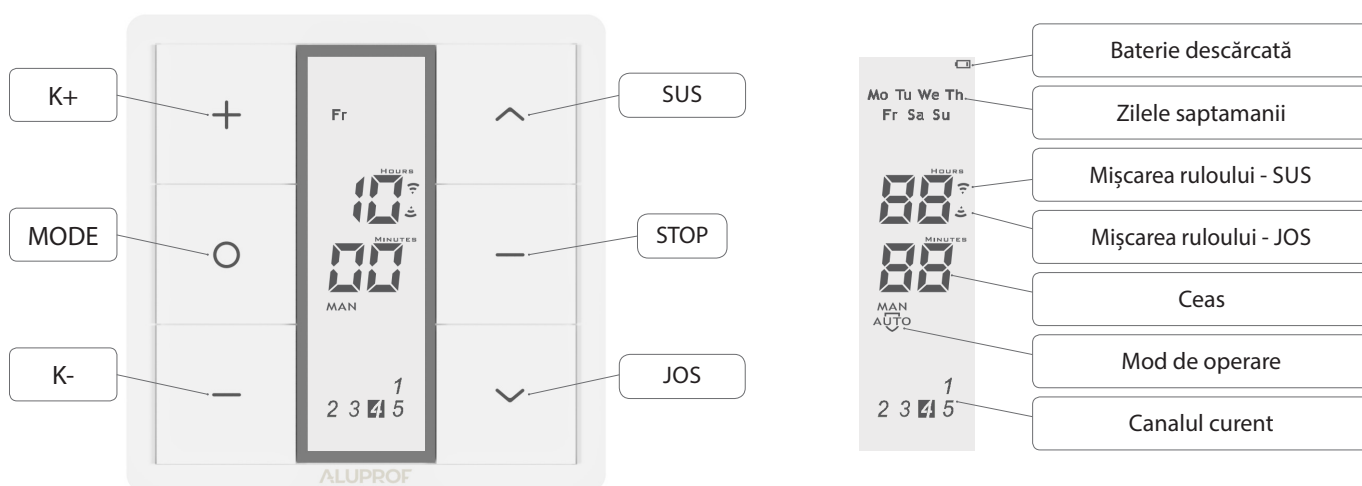 K+
MODE
K-
Fr
HOURS
10
MINUTES
00
MAN
1
2 3 4 5
ALUPROF
SUS
STOP
JOS
Mo Tu We Th
Fr Sa Su
HOURS
88
MINUTES
88
MAN
AUTO
1
2 3 4 5
Baterie descărcată
Zilele saptamanii
Mișcarea ruloului - SUS
Mișcarea ruloului - JOS
Ceas
Mod de operare
Canalul curent